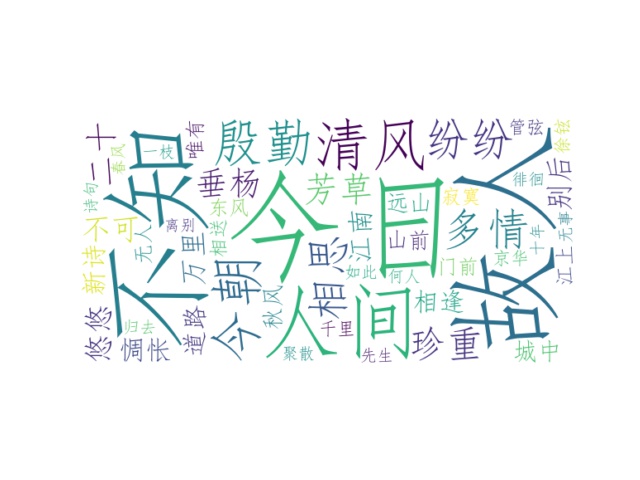 今日
故人
不知
人间
清风
今朝
殷勤
相思
纷纷
多情
芳草
垂杨
珍重
惆怅
悠悠
新诗
不可
二十
万里
道路
秋风
江南
远山
山前
寂寞
别后
相逢
城中
门前
京华
江上
管弦
徐铉
徘徊
十年
无事
唯有
一枝
春风
诗句
无人
离别
相送
东风
归去
聚散
千里
先生
如此
何人